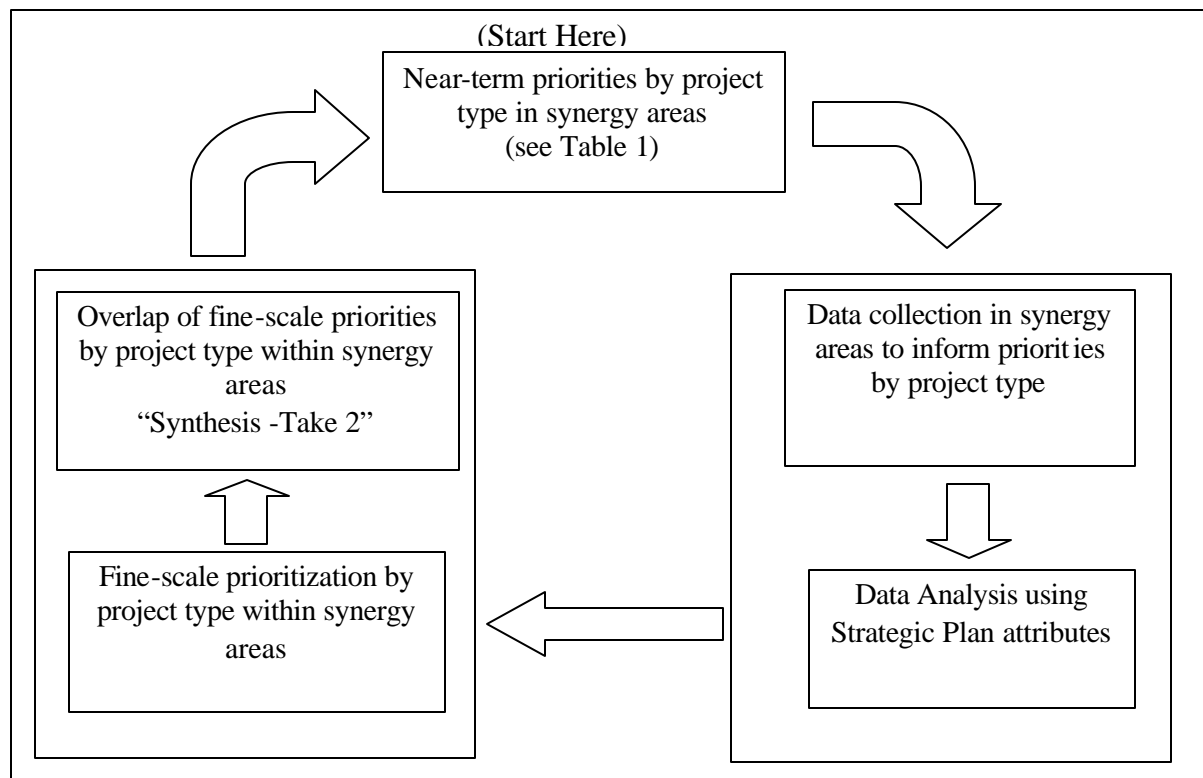 (Start Here)
Near-term priorities by project
type in synergy areas
(see Table 1)
Data collection in synergy
areas to inform priorities
by project type
Data Analysis using
Strategic Plan attributes
Fine-scale prioritization by
project type within synergy
areas
Overlap of fine-scale priorities
by project type within synergy
areas
“Synthesis -Take 2”